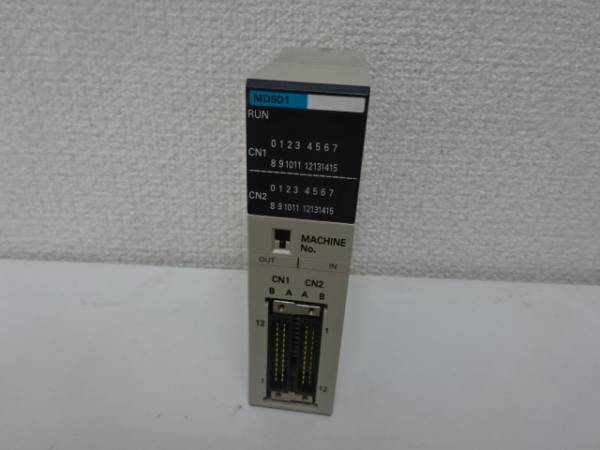 MD501
RUN
0 1 2 3 4 5 6 7
CN1
8 9 10 11 12 13 14 15
0 1 2 3 4 5 6 7
CN2
8 9 10 11 12 13 14 15
MACHINE
No.
OUT IN
CN1 CN2
B A A B
12 1
1 12
A A